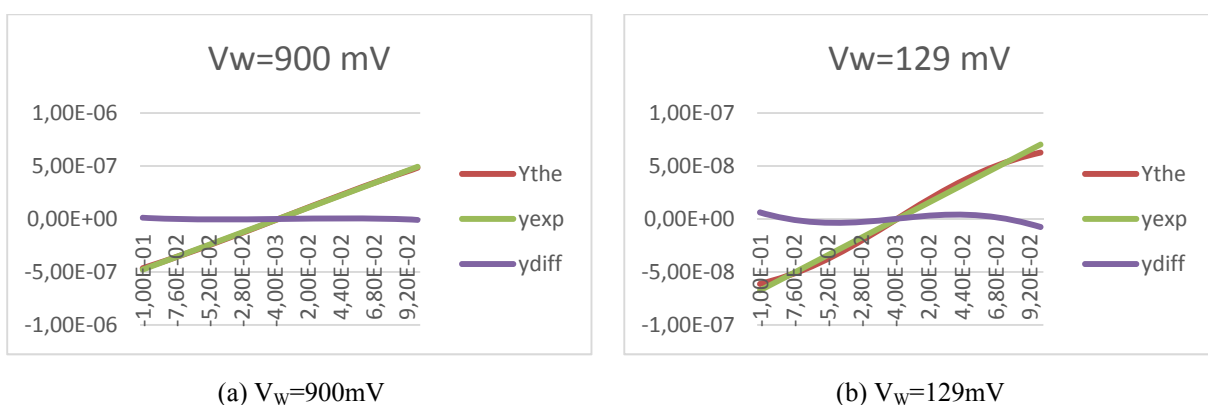 Vw=900 mV
1,00E-06
5,00E-07
0,00E+00
-5,00E-07
-1,00E-06
-1,00E-01
-7,60E-02
-5,20E-02
-2,80E-02
-4,00E-03
2,00E-02
4,40E-02
6,80E-02
9,20E-02
Ythe
yexp
ydiff
(a) VW=900mV
Vw=129 mV
1,00E-07
5,00E-08
0,00E+00
-5,00E-08
-1,00E-07
-1,00E-01
-7,60E-02
-5,20E-02
-2,80E-02
-4,00E-03
2,00E-02
4,40E-02
6,80E-02
9,20E-02
Ythe
yexp
ydiff
(b) VW=129mV